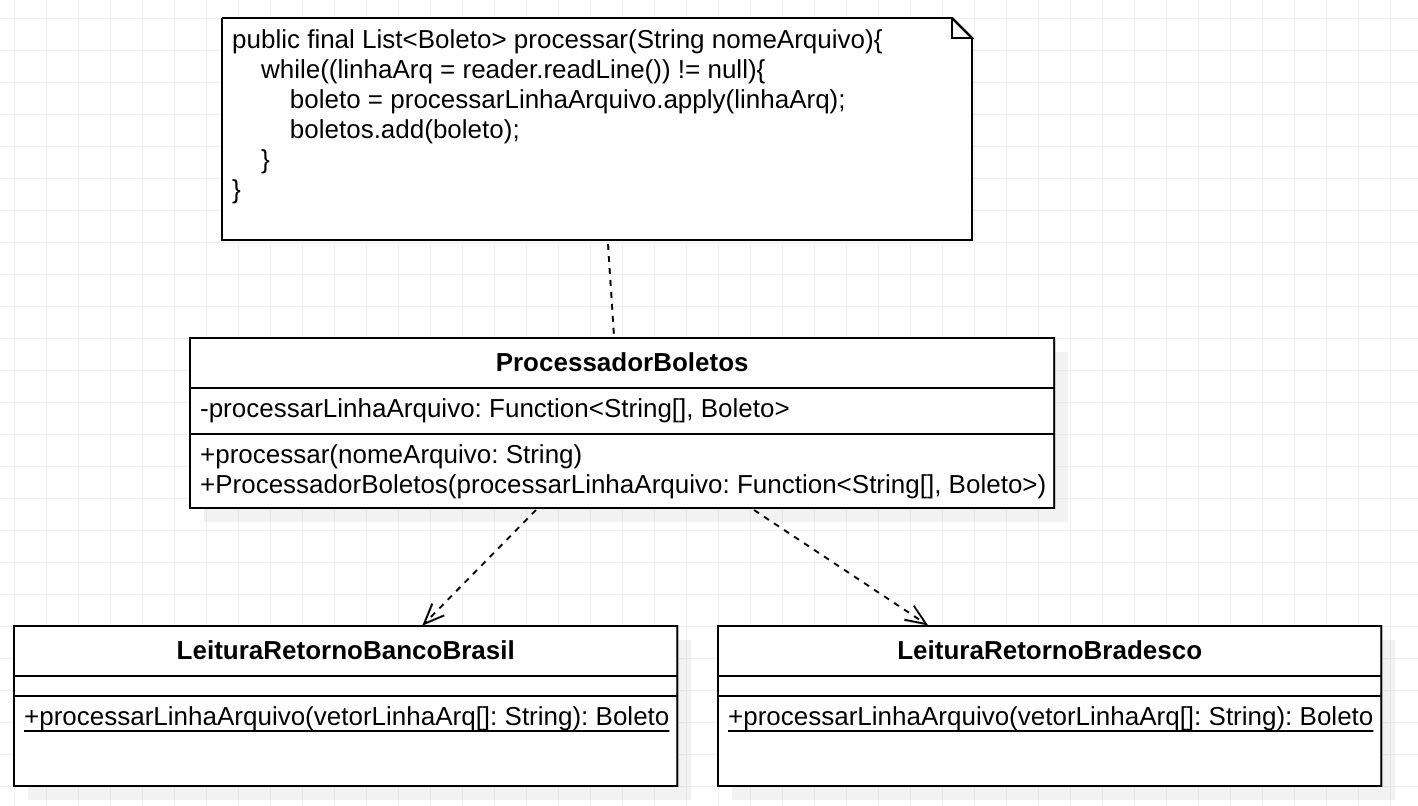 public final List<Boleto> processar(String nomeArquivo){
while((linhaArq = reader.readLine()) != null){
boleto = processarLinhaArquivo.apply(linhaArq);
boletos.add(boleto);
}
}
ProcessadorBoletos
-processarLinhaArquivo: Function<String[], Boleto>
+processar(nomeArquivo: String)
+ProcessadorBoletos(processarLinhaArquivo: Function<String[], Boleto>)
LeituraRetornoBancoBrasil
+processarLinhaArquivo(vetorLinhaArq[]: String): Boleto
LeituraRetornoBradesco
+processarLinhaArquivo(vetorLinhaArq[]: String): Boleto